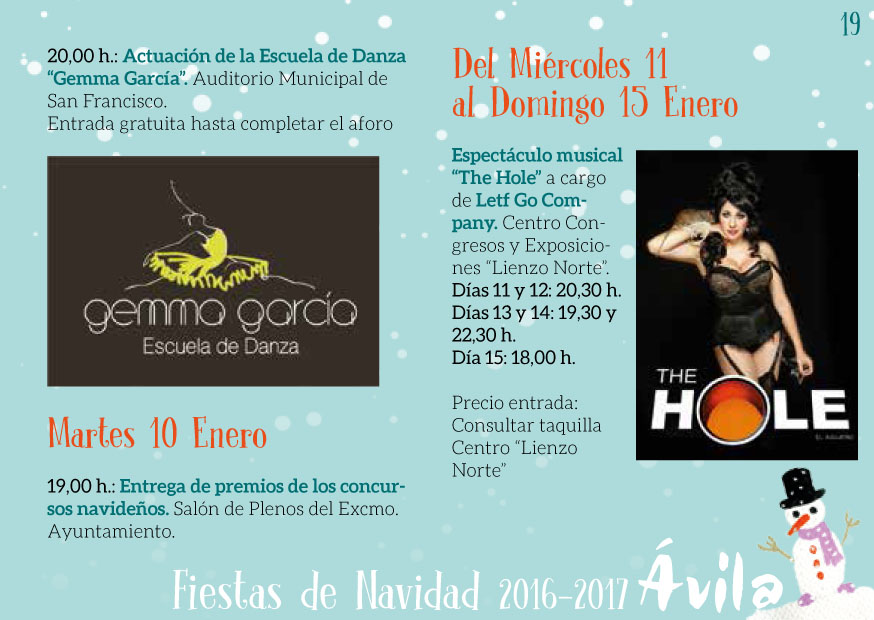 19
20,00 h.: Actuación de la Escuela de Danza
“Gemma García”. Auditorio Municipal de
San Francisco.
Entrada gratuita hasta completar el aforo
gemma garcía
Escuela de Danza
Martes 10 Enero
19,00 h.: Entrega de premios de los concur-
sos navideños. Salón de Plenos del Excmo.
Ayuntamiento.
Del Miércoles 11
al Domingo 15 Enero
Espectáculo musical
“The Hole” a cargo
de Letf Go Com-
pany. Centro Con-
gresos y Exposicio-
nes “Lienzo Norte”.
Días 11 y 12: 20,30 h.
Días 13 y 14: 19,30 y
22,30 h.
Día 15: 18,00 h.
Precio entrada:
Consultar taquilla
Centro “Lienzo
Norte”
THE
HOLE
EL AGUJERO
Fiestas de Navidad 2016-2017 Ávila